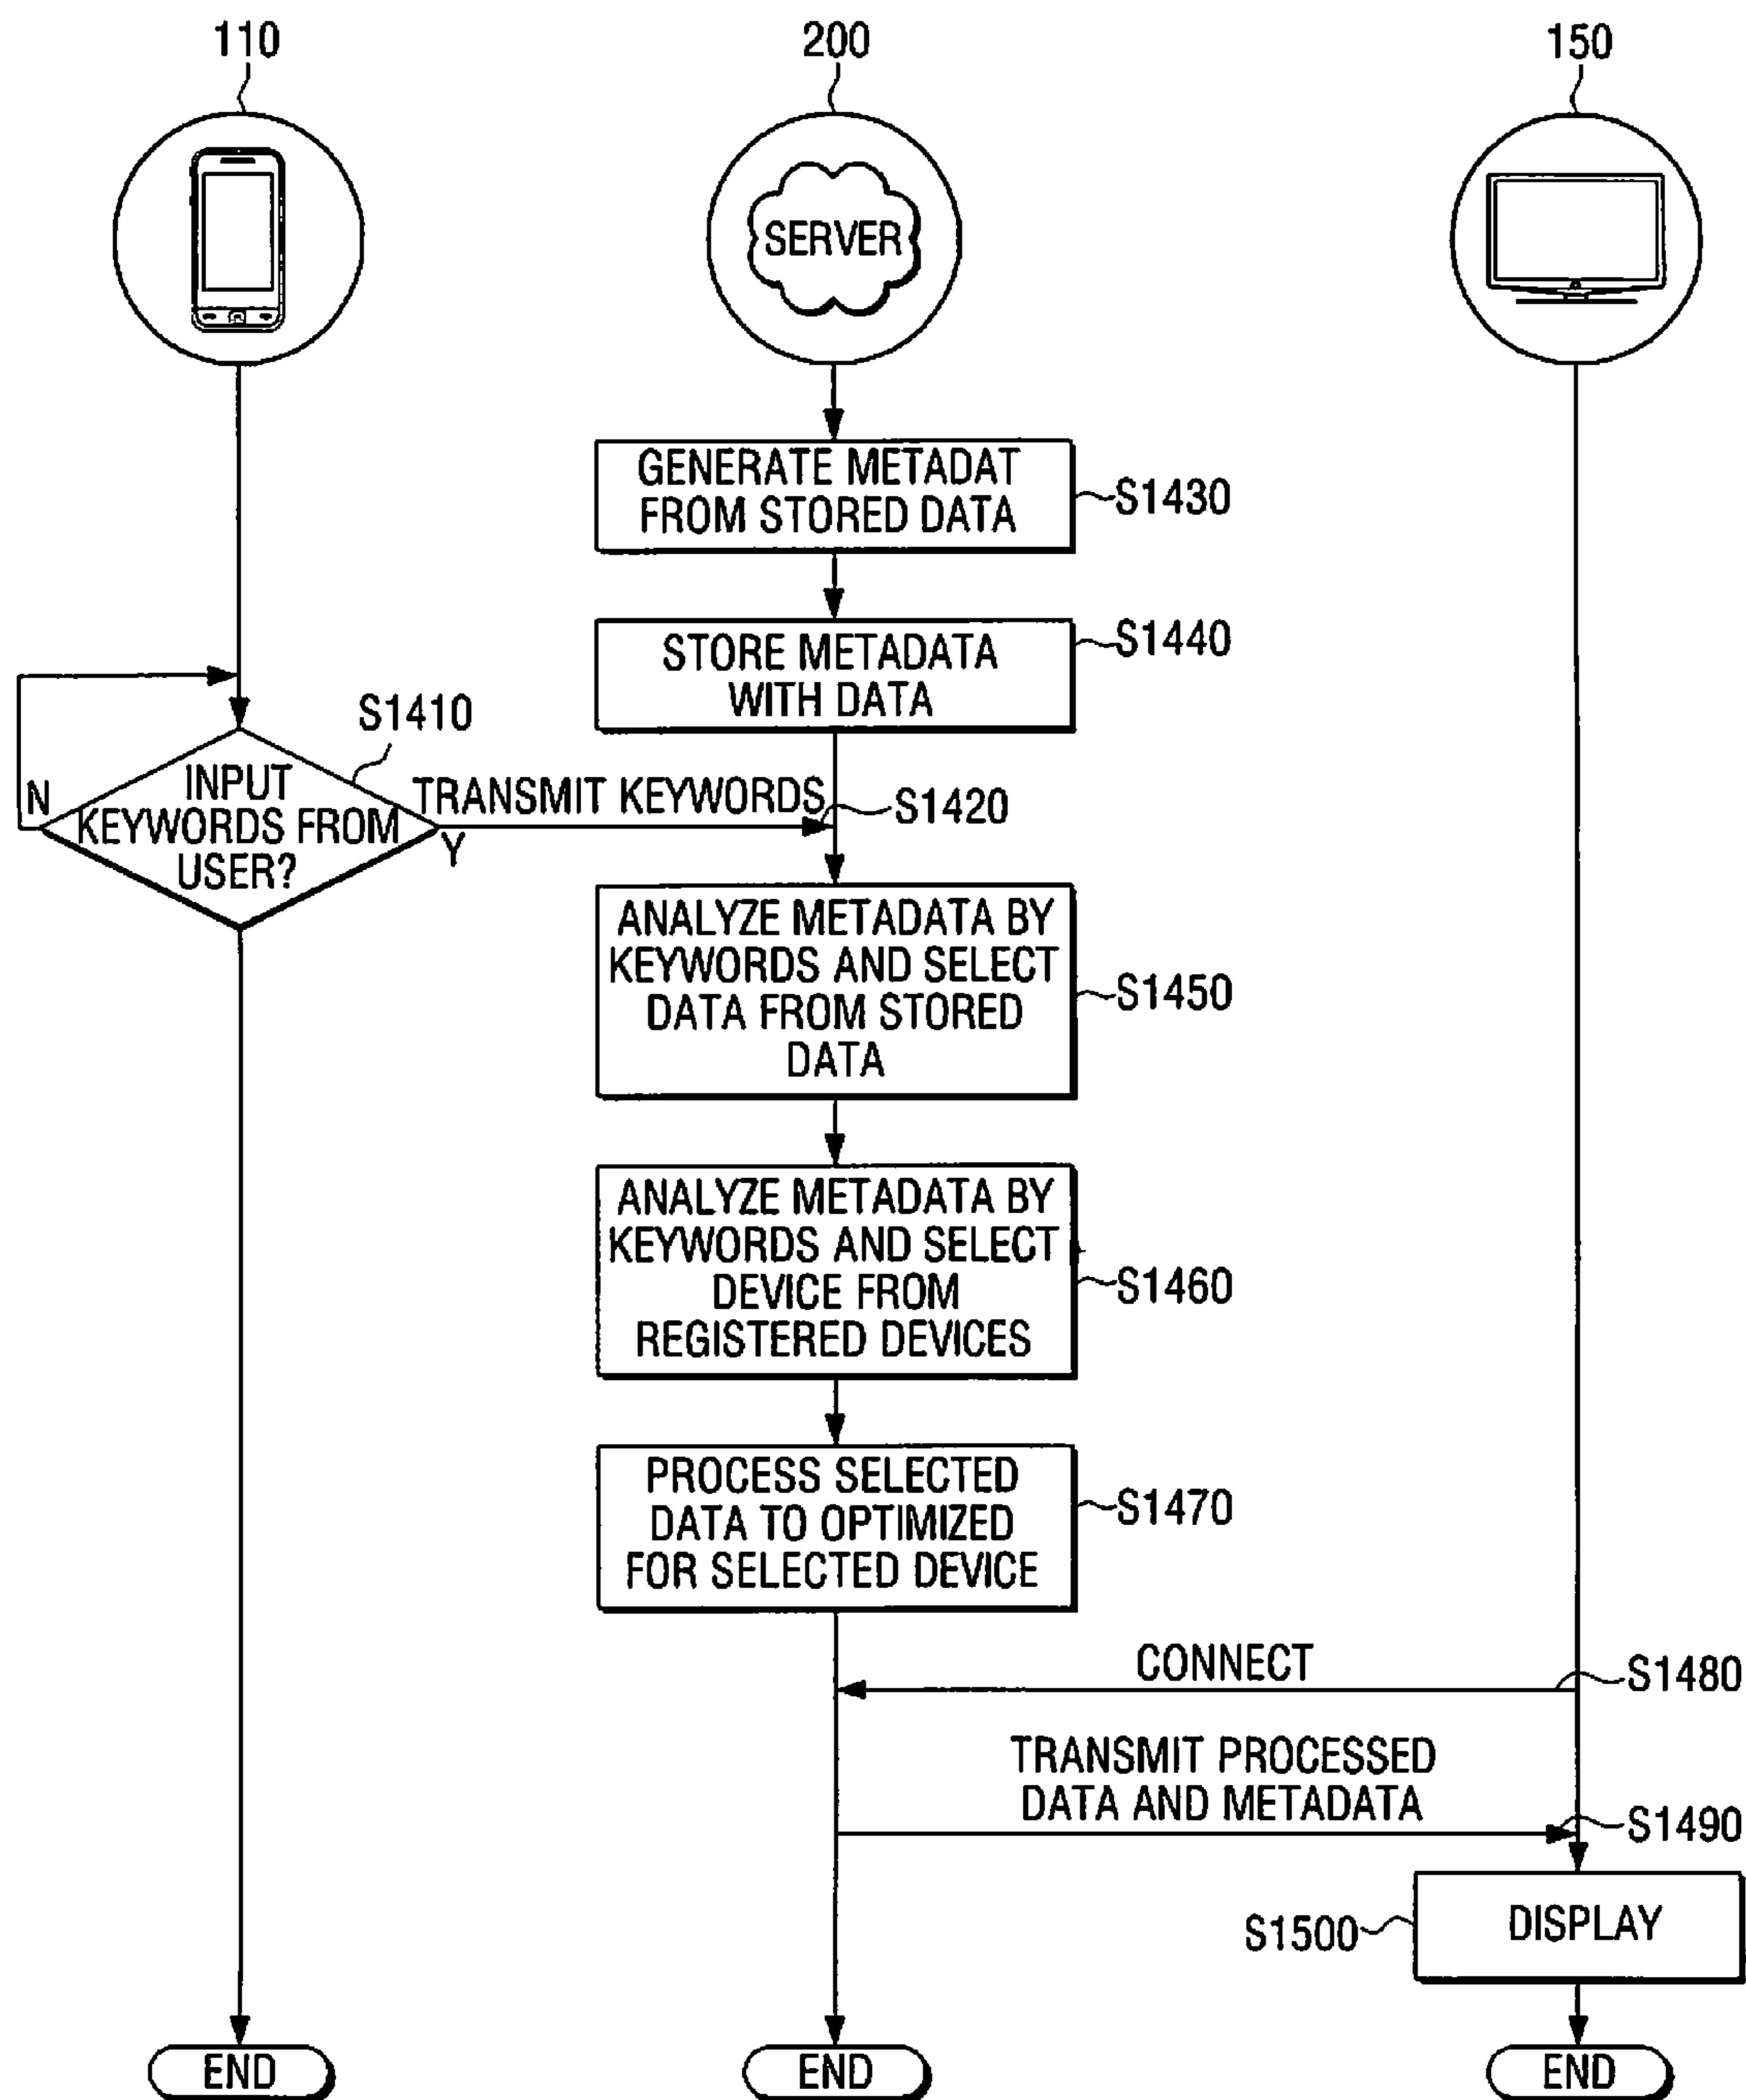 110
200
150
SERVER
GENERATE METADAT
FROM STORED DATA
S1430
STORE METADATA
WITH DATA
S1440
S1410
INPUT
KEYWORDS FROM
USER?
N
Y
TRANSMIT KEYWORDS
S1420
ANALYZE METADATA BY
KEYWORDS AND SELECT
DATA FROM STORED
DATA
S1450
ANALYZE METADATA BY
KEYWORDS AND SELECT
DEVICE FROM
REGISTERED DEVICES
S1460
PROCESS SELECTED
DATA TO OPTIMIZED
FOR SELECTED DEVICE
S1470
CONNECT
S1480
TRANSMIT PROCESSED
DATA AND METADATA
S1490
S1500
DISPLAY
END
END
END